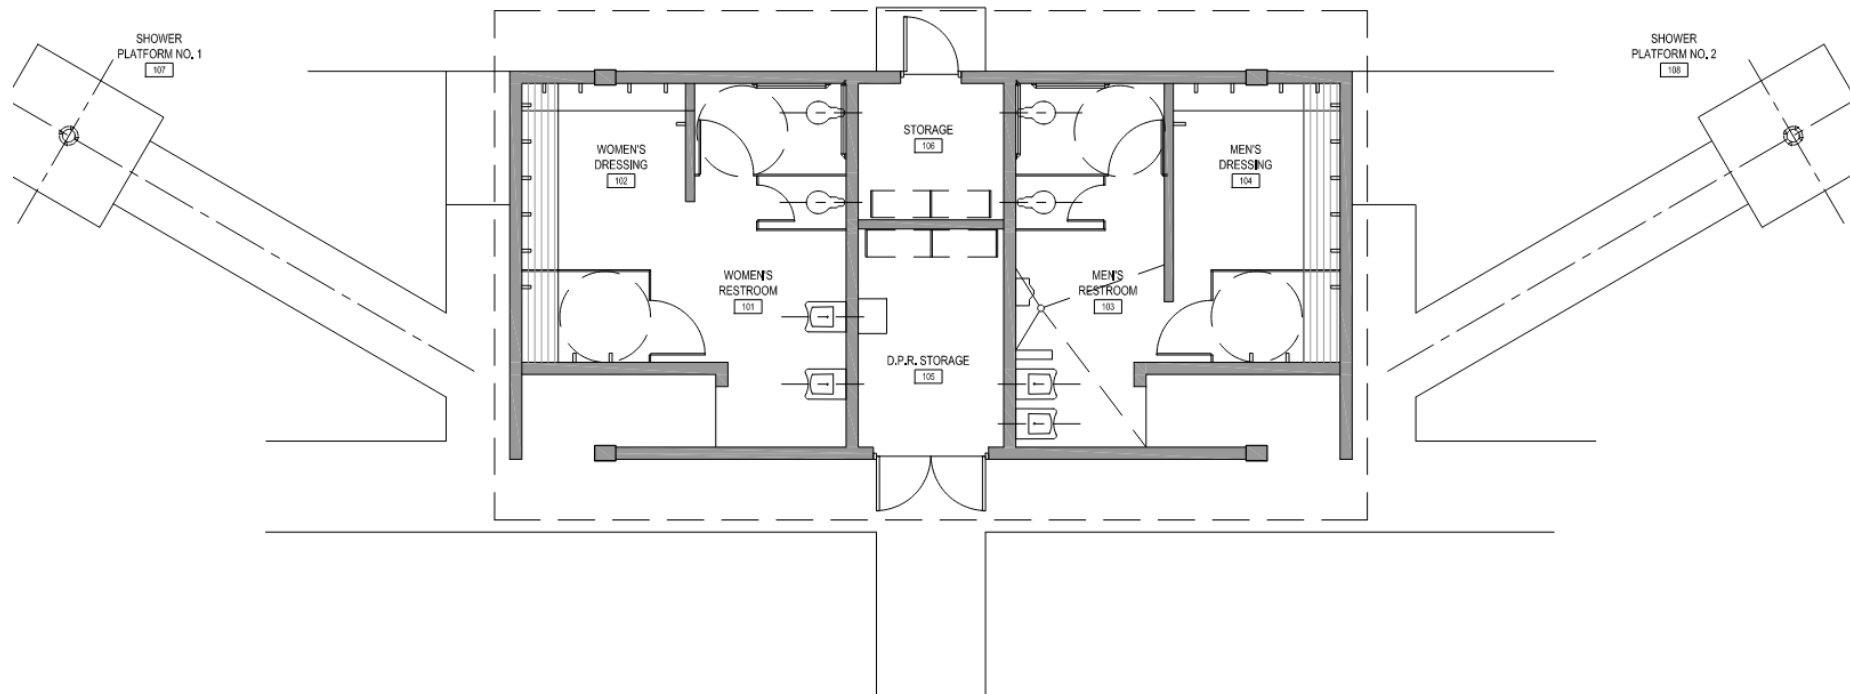 SHOWER
PLATFORM NO. 1
107
SHOWER
PLATFORM NO. 2
108
STORAGE
106
WOMEN'S
DRESSING
102
MEN'S
DRESSING
104
WOMEN'S
RESTROOM
101
MEN'S
RESTROOM
103
D.P.R. STORAGE
105